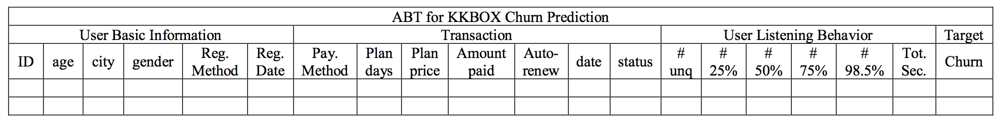 ABT for KKBOX Churn Prediction
User Basic Information Transaction User Listening Behavior Target
ID age city gender Reg. Method Reg. Date Pay. Method Plan days Plan price Amount paid Auto-renew date status # unq # 25% # 50% # 75% # 98.5% Tot. Sec. Churn